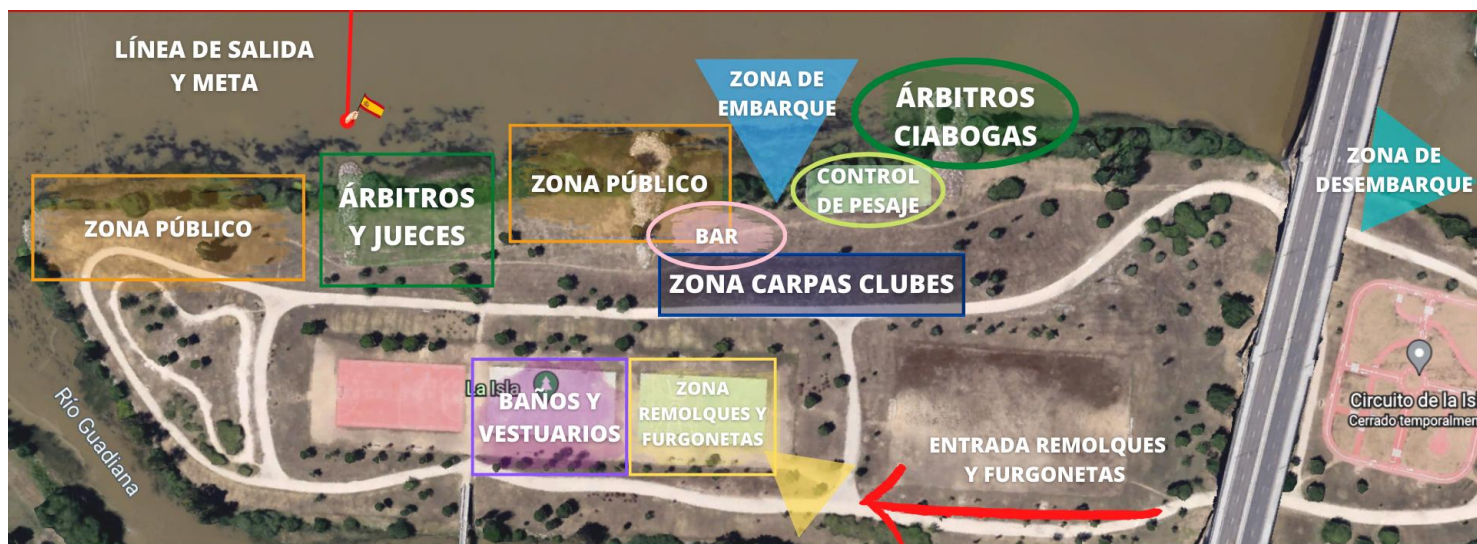 LÍNEA DE SALIDA
Y META
ZONA PÚBLICO
ÁRBITROS
Y JUECES
ZONA PÚBLICO
BAR
ZONA DE
EMBARQUE
CONTROL
DE PESAJE
ÁRBITROS
CIABOGAS
ZONA DE
DESEMBARQUE
ZONA CARPAS CLUBES
La Isla
BAÑOS Y
VESTUARIOS
ZONA
REMOLQUES Y
FURGONETAS
ENTRADA REMOLQUES
Y FURGONETAS
Río Guadiana
Circuito de la Is
Cerrado temporalmen